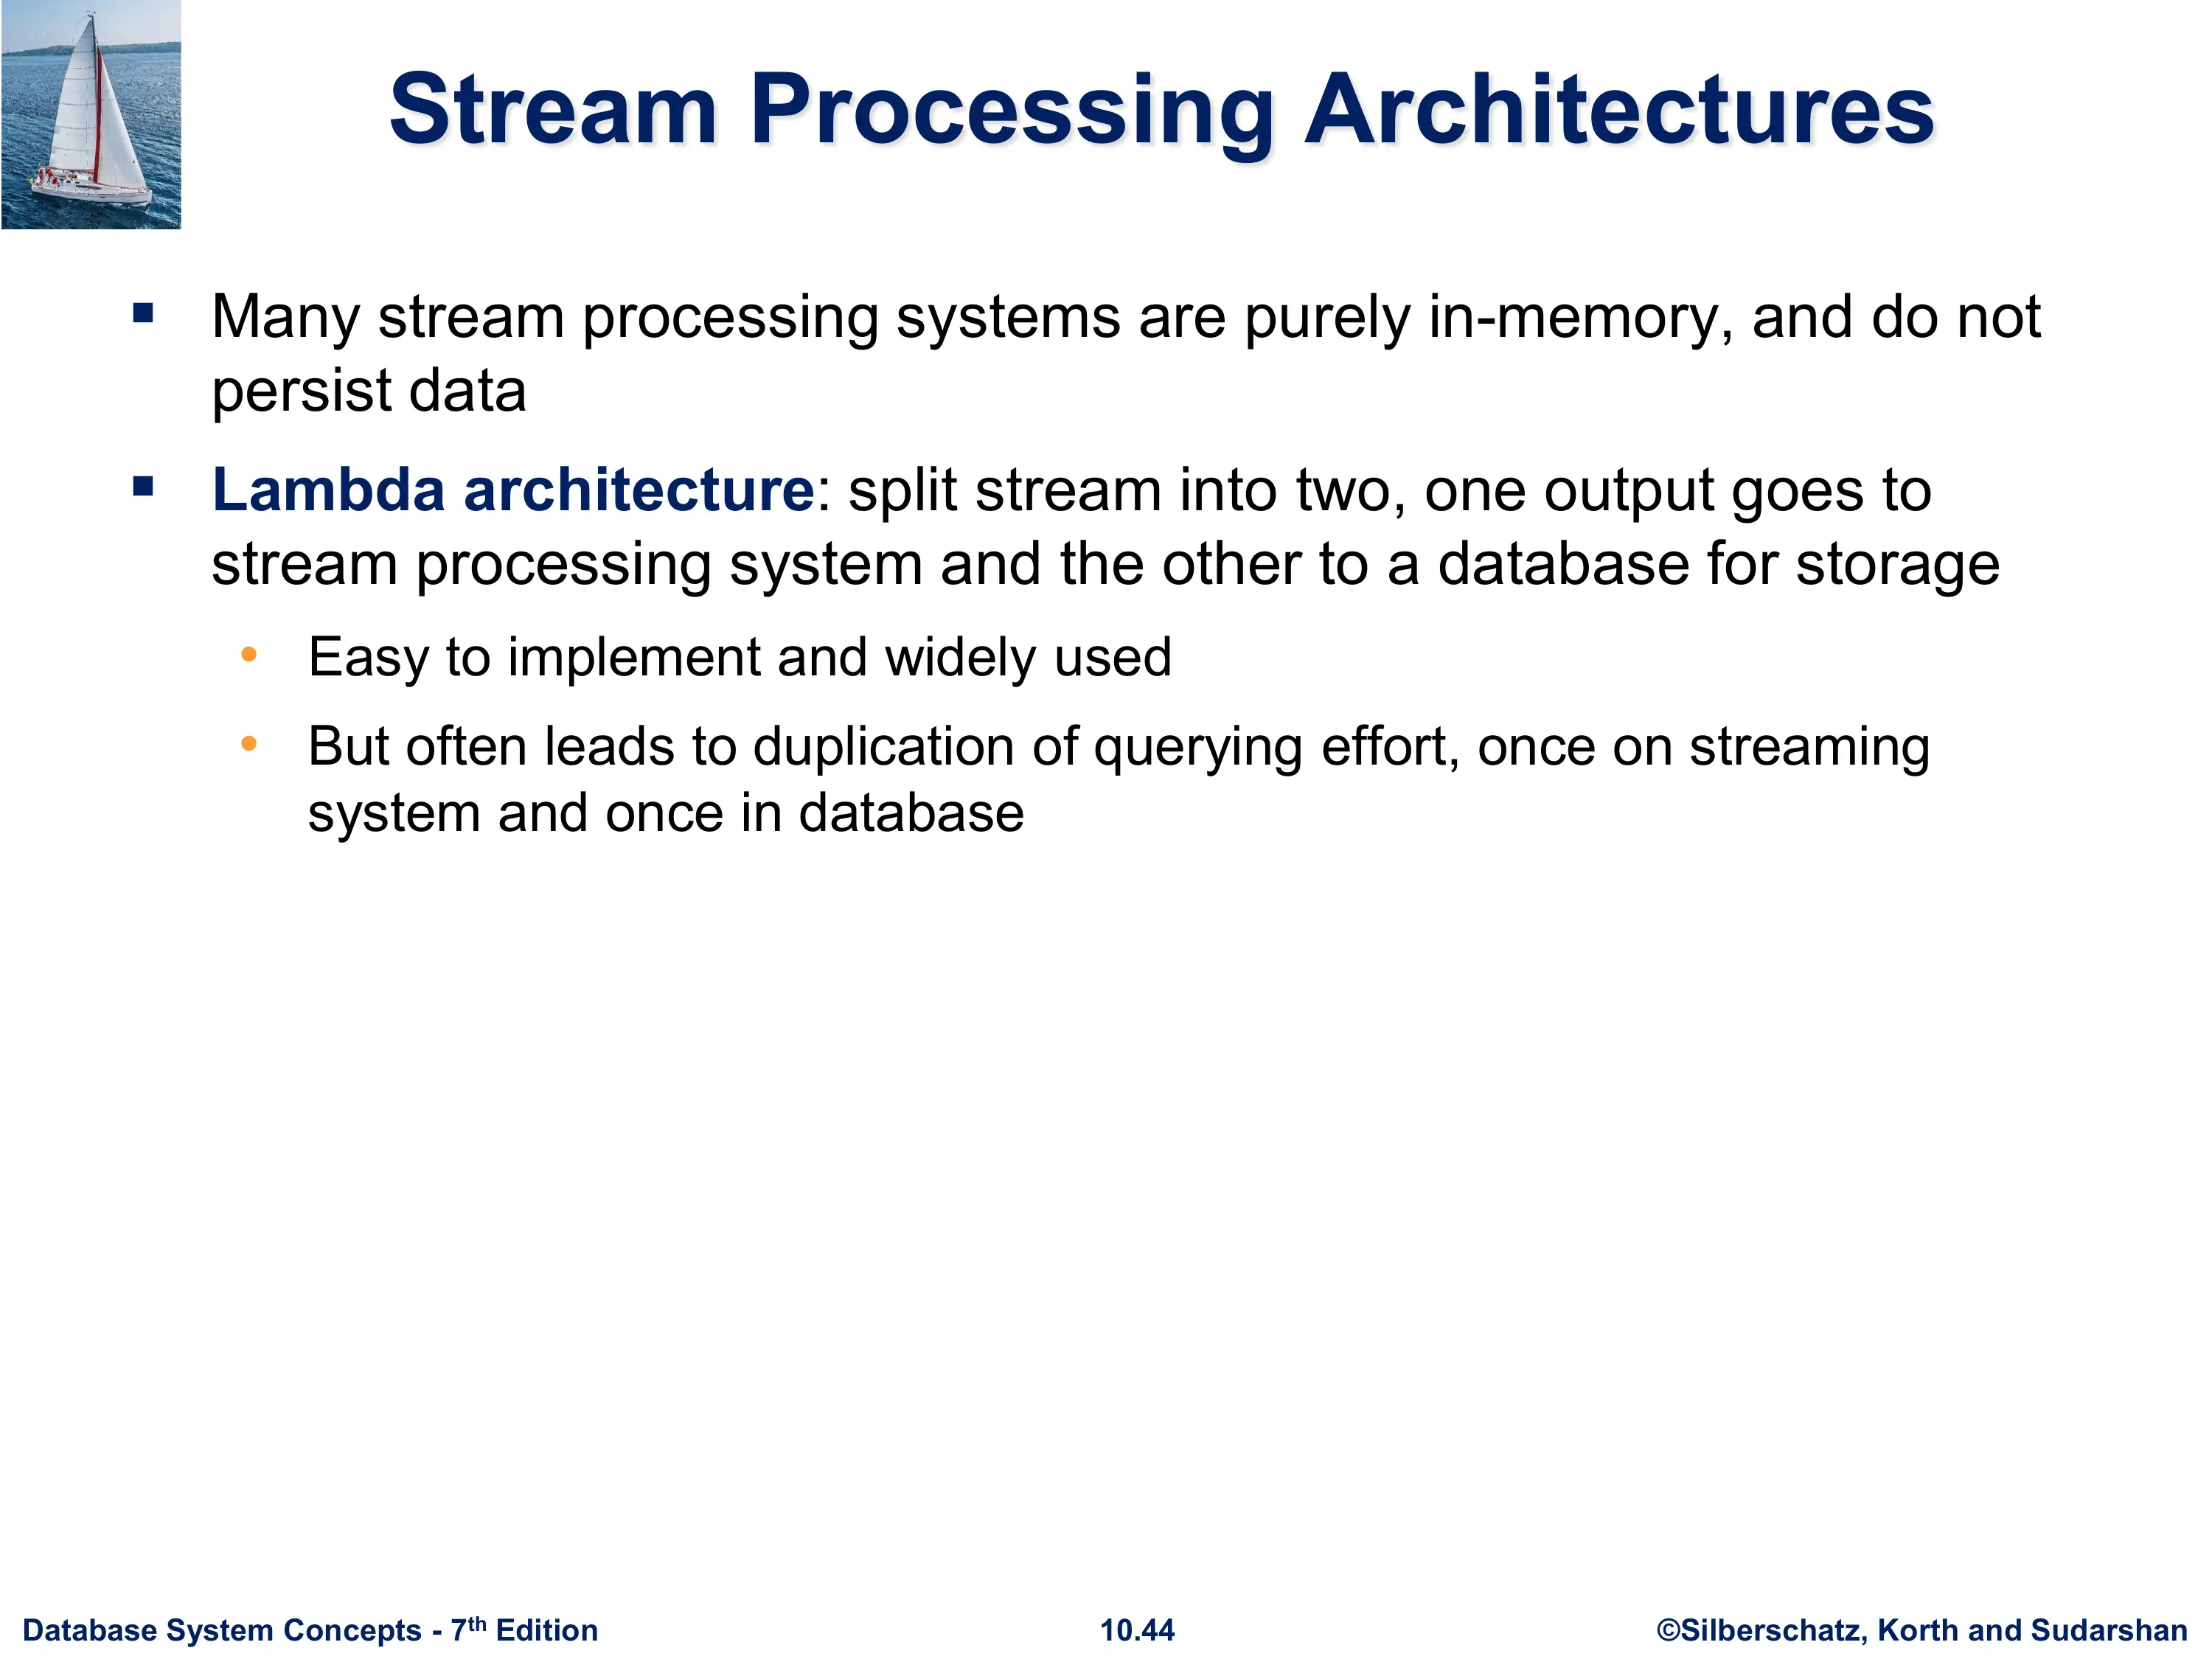 Stream Processing Architectures
▪ Many stream processing systems are purely in-memory, and do not
persist data
▪ Lambda architecture: split stream into two, one output goes to
stream processing system and the other to a database for storage
• Easy to implement and widely used
• But often leads to duplication of querying effort, once on streaming
system and once in database
Database System Concepts - 7th Edition
10.44
©Silberschatz, Korth and Sudarshan